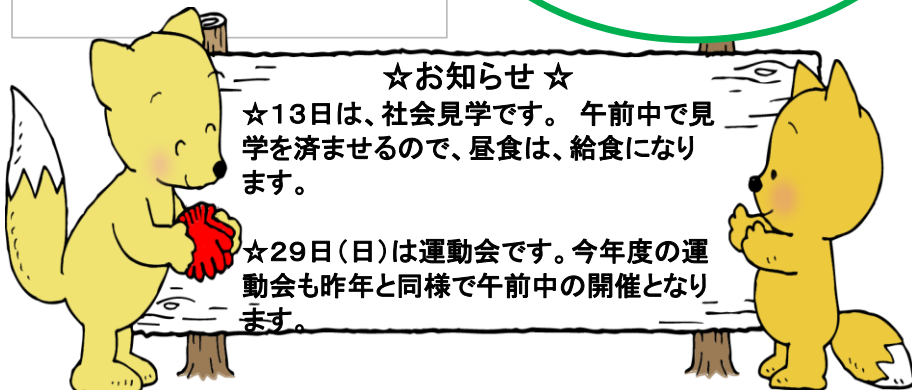 ☆お知らせ ☆
☆13日は、社会見学です。 午前中で見
学を済ませるので、昼食は、給食になり
ます。
☆29日(日)は運動会です。今年度の運
動会も昨年と同様で午前中の開催となり
ます。